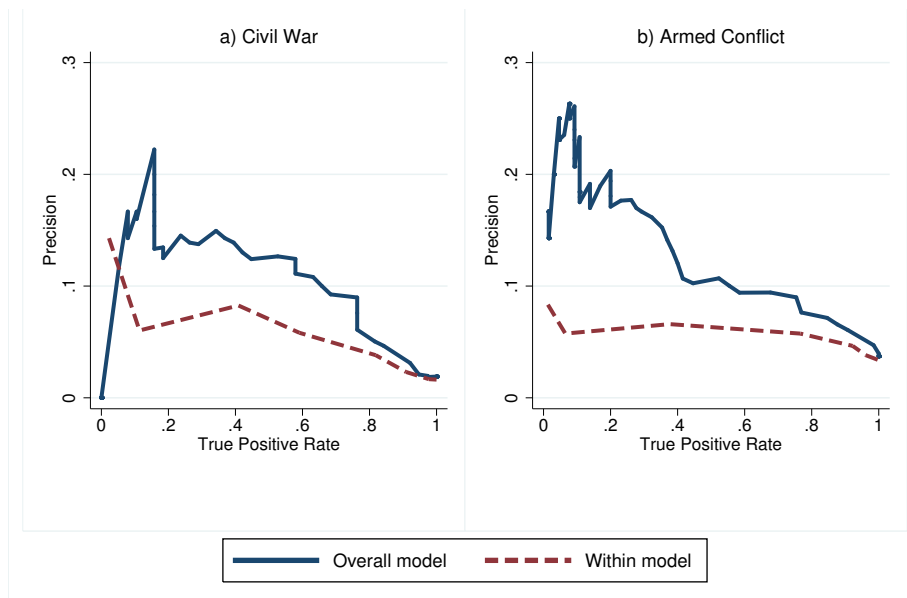 a) Civil War
.3
.2
.1
0
Precision
0 .2 .4 .6 .8 1
True Positive Rate
b) Armed Conflict
.3
.2
.1
0
Precision
0 .2 .4 .6 .8 1
True Positive Rate
Overall model Within model